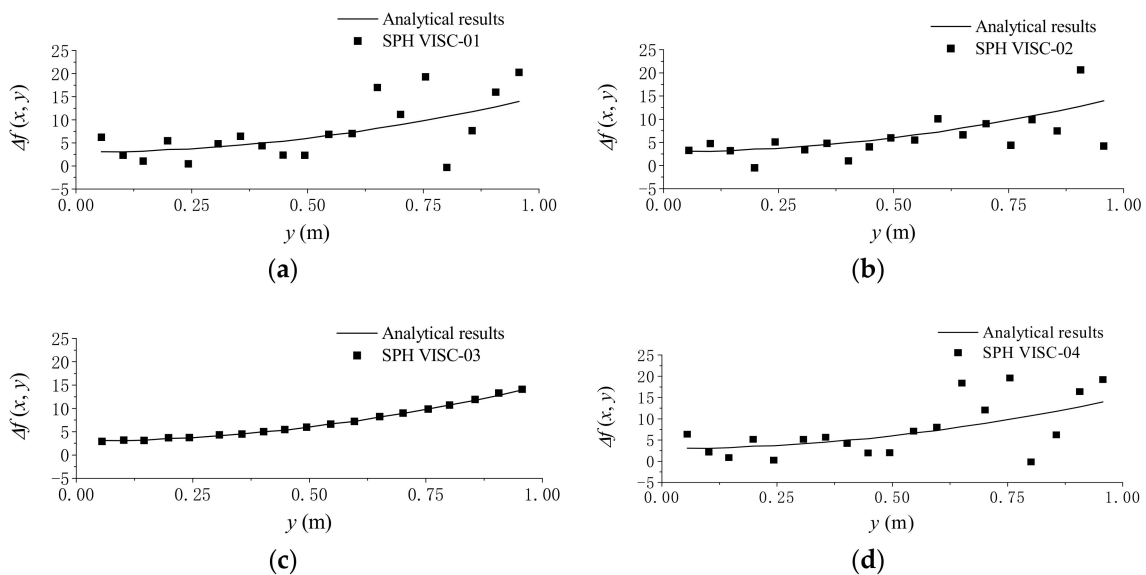 Analytical results
SPH VISC-01
25
20
15
10
5
0
-5
Δf (x, y)
0.00 0.25 0.50 0.75 1.00
y (m)
(a)
Analytical results
SPH VISC-02
25
20
15
10
5
0
-5
Δf (x, y)
0.00 0.25 0.50 0.75 1.00
y (m)
(b)
Analytical results
SPH VISC-03
25
20
15
10
5
0
-5
Δf (x, y)
0.00 0.25 0.50 0.75 1.00
y (m)
(c)
Analytical results
SPH VISC-04
25
20
15
10
5
0
-5
Δf (x, y)
0.00 0.25 0.50 0.75 1.00
y (m)
(d)